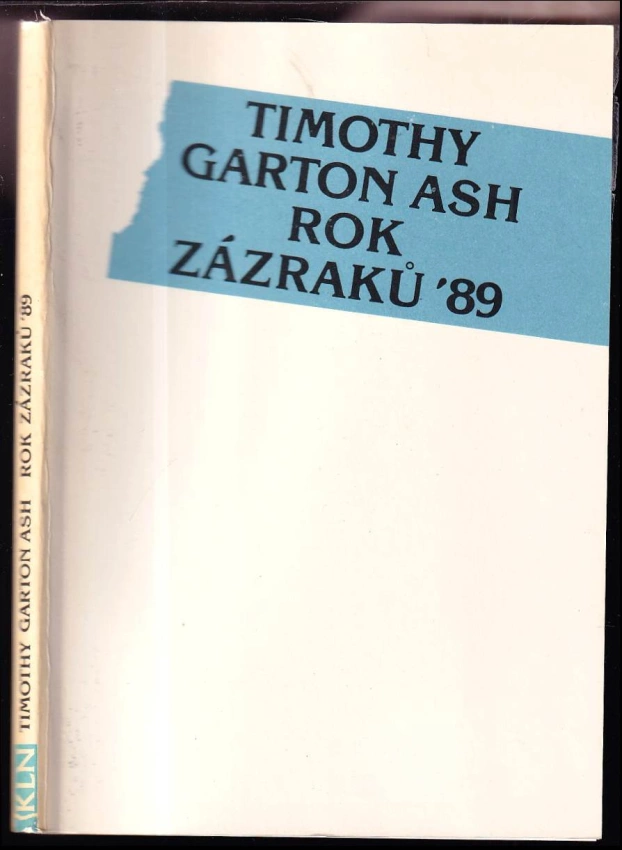 TIMOTHY
GARTON ASH
ROK
ZÁZRAKŮ ’89
TIMOTHY GARTON ASH ROK ZÁZRAKŮ ’89
KLN